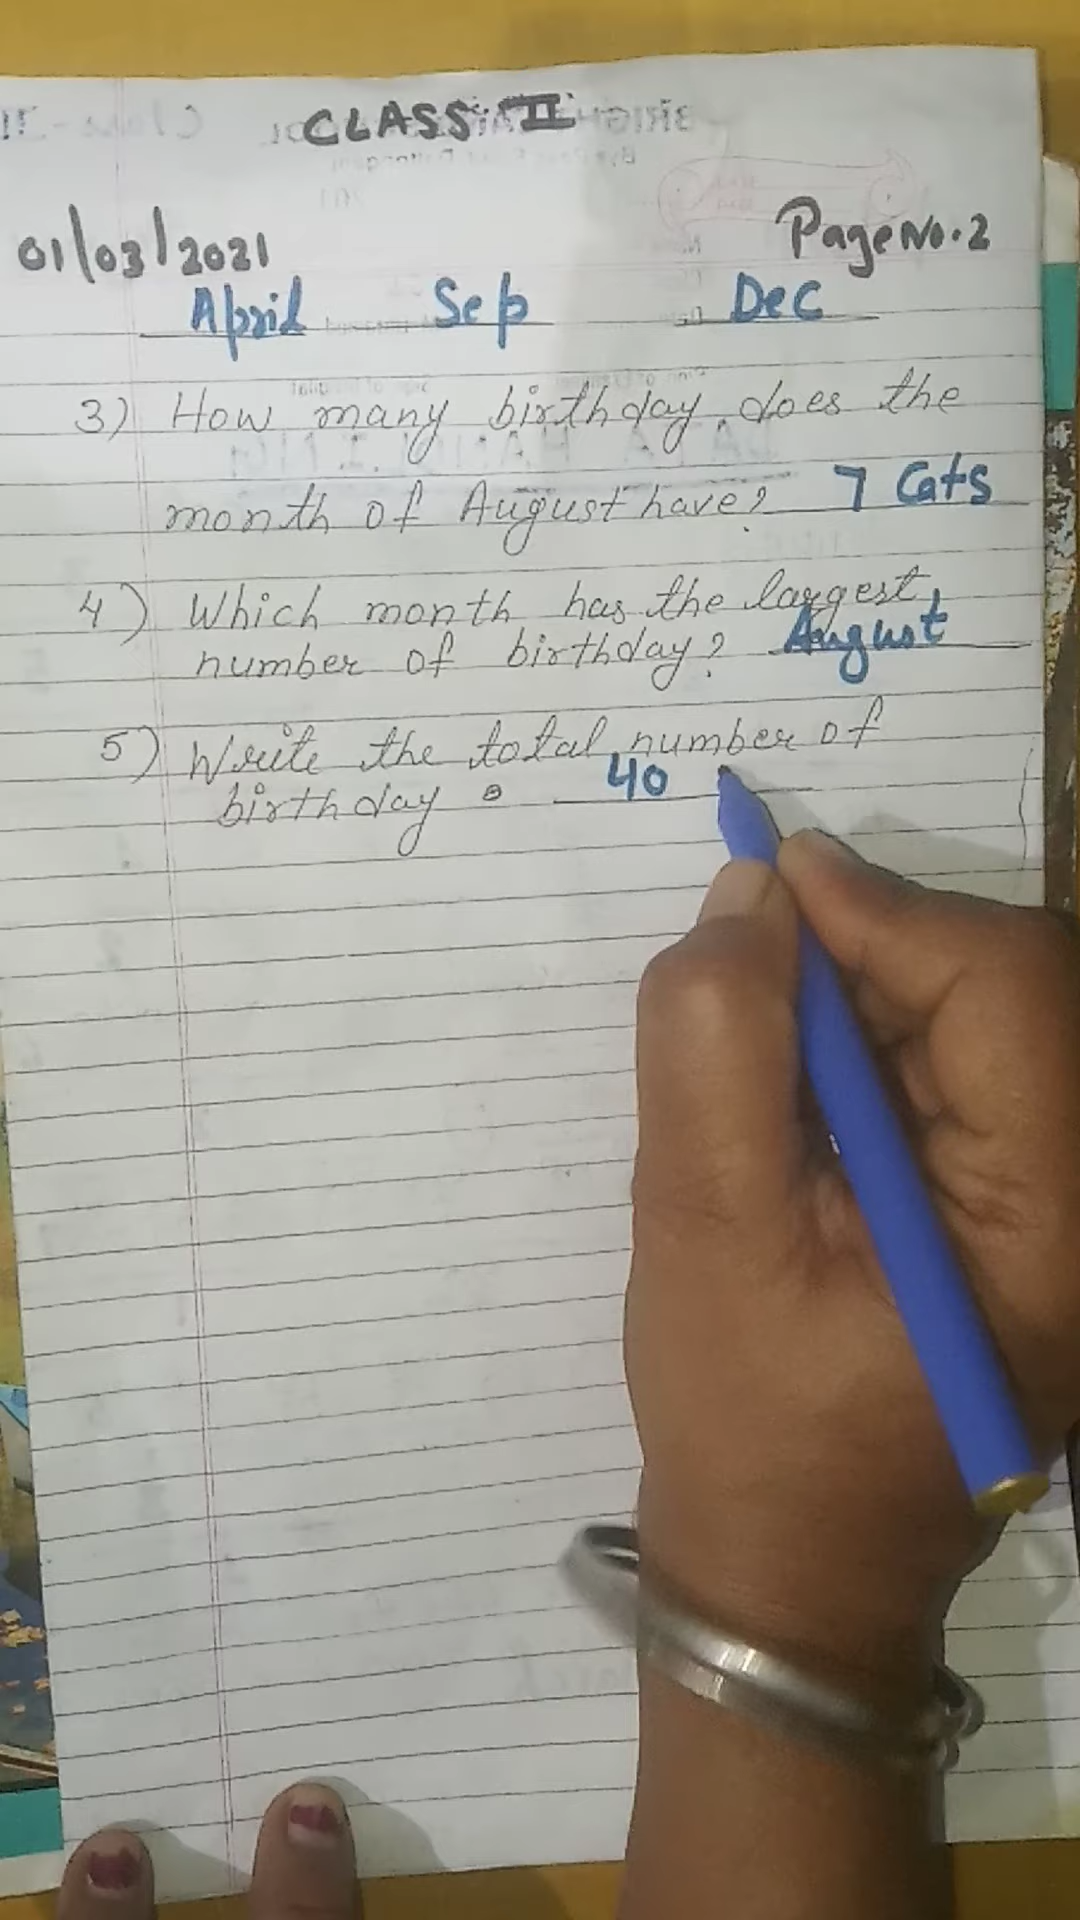 CLASS: II
01/03/2021
Page No. 2
April Sep Dec
3) How many birthday does the
month of August have? 7 Cats
4) Which month has the largest
number of birthday? August
5) Write the total number of
birthday. 40